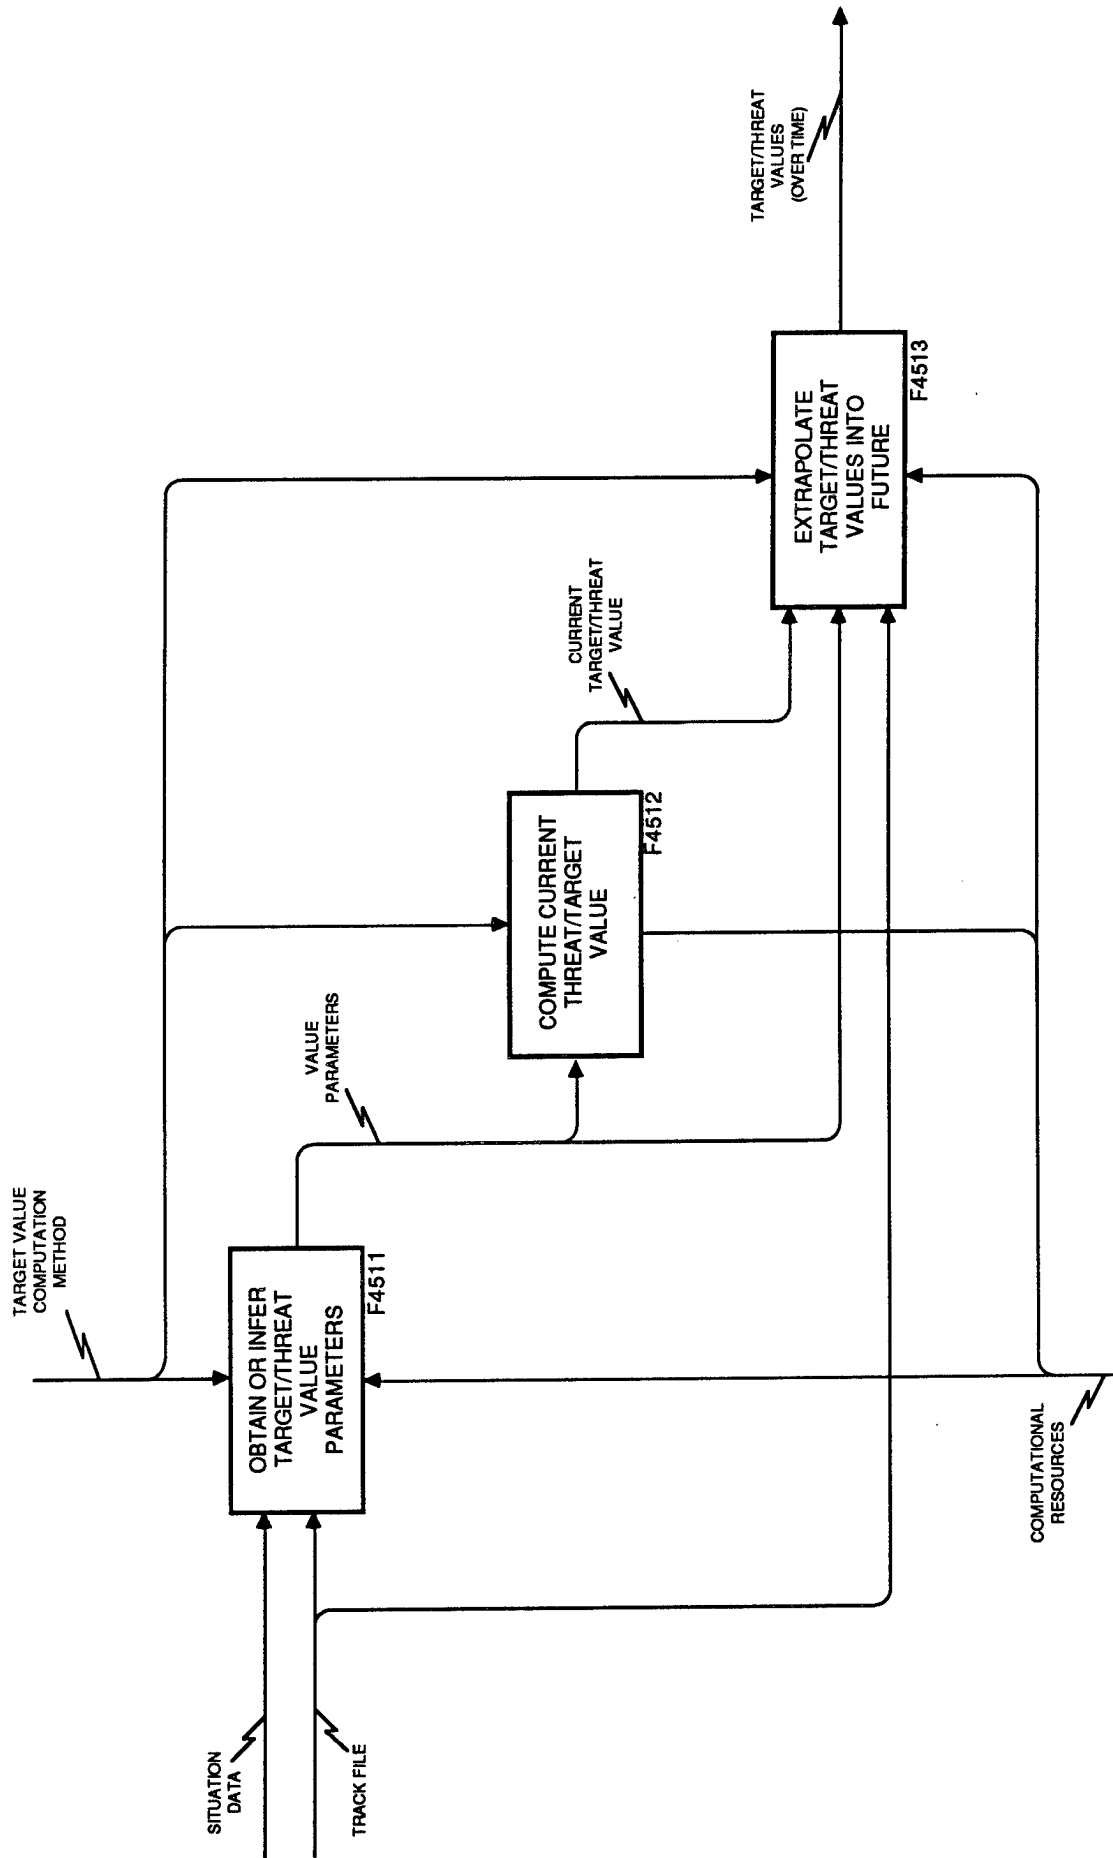 TARGET VALUE
COMPUTATION
METHOD
SITUATION
DATA
TRACK FILE
OBTAIN OR INFER
TARGET/THREAT
VALUE
PARAMETERS
F4511
VALUE
PARAMETERS
COMPUTE CURRENT
THREAT/TARGET
VALUE
F4512
CURRENT
TARGET/THREAT
VALUE
EXTRAPOLATE
TARGET/THREAT
VALUES INTO
FUTURE
F4513
TARGET/THREAT
VALUES
(OVER TIME)
COMPUTATIONAL
RESOURCES